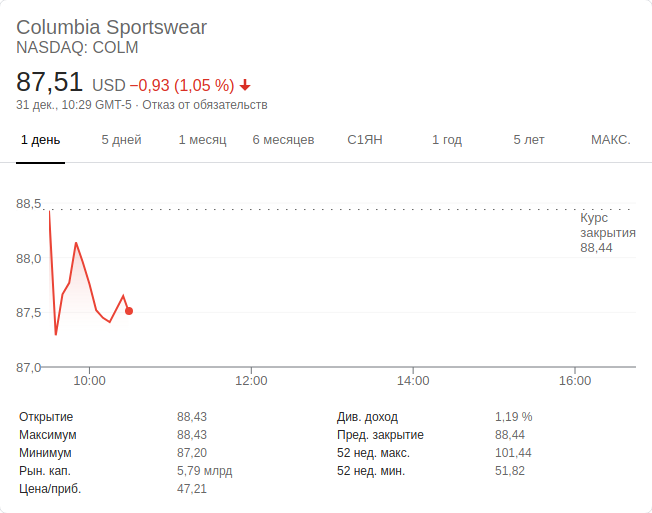 Columbia Sportswear
NASDAQ: COLM
87,51 USD −0,93 (1,05 %)
31 дек., 10:29 GMT-5 · Отказ от обязательств
1 день 5 дней 1 месяц 6 месяцев С1ЯН 1 год 5 лет МАКС.
88,5
Курс
закрытия
88,44
88,0
87,5
87,0
10:00 12:00 14:00 16:00
Открытие 88,43 Див. доход 1,19 %
Максимум 88,43 Пред. закрытие 88,44
Минимум 87,20 52 нед. макс. 101,44
Рын. кап. 5,79 млрд 52 нед. мин. 51,82
Цена/приб. 47,21